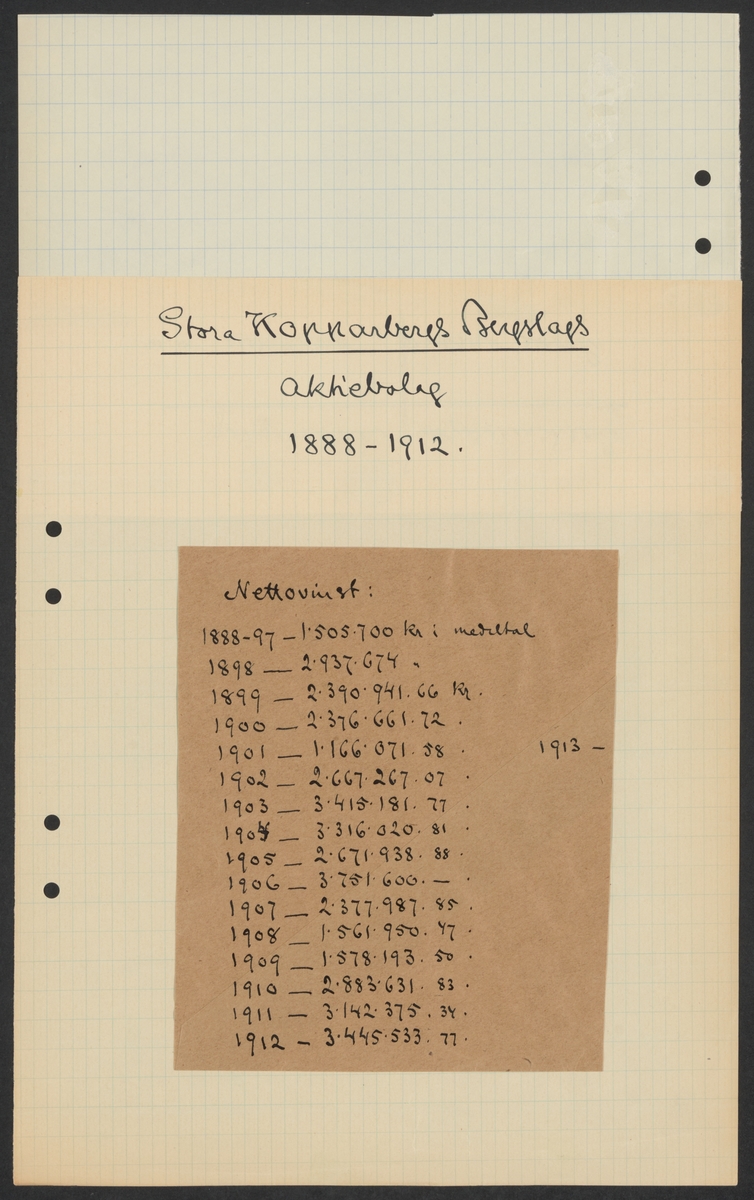 Stora Kopparbergs Bergslags
Aktiebolag
1888-1912.
Nettovinst:
1888-97 - 1.505.700 kr i medeltal
1898 — 2.937.674 "
1899 — 2.390.941.66 kr.
1900 — 2.376.661.72 .
1901 — 1.166.071.58 . 1913 -
1902 — 2.667.267.07 .
1903 — 3.415.181.77 .
1904 — 3.316.020.81 .
1905 — 2.671.938.88 .
1906 — 3.751.600. — .
1907 — 2.377.987.85 .
1908 — 1.561.950.47 .
1909 — 1.578.193.50 .
1910 — 2.883.631.83 .
1911 — 3.142.375.34 .
1912 - 3.445.533.77 .